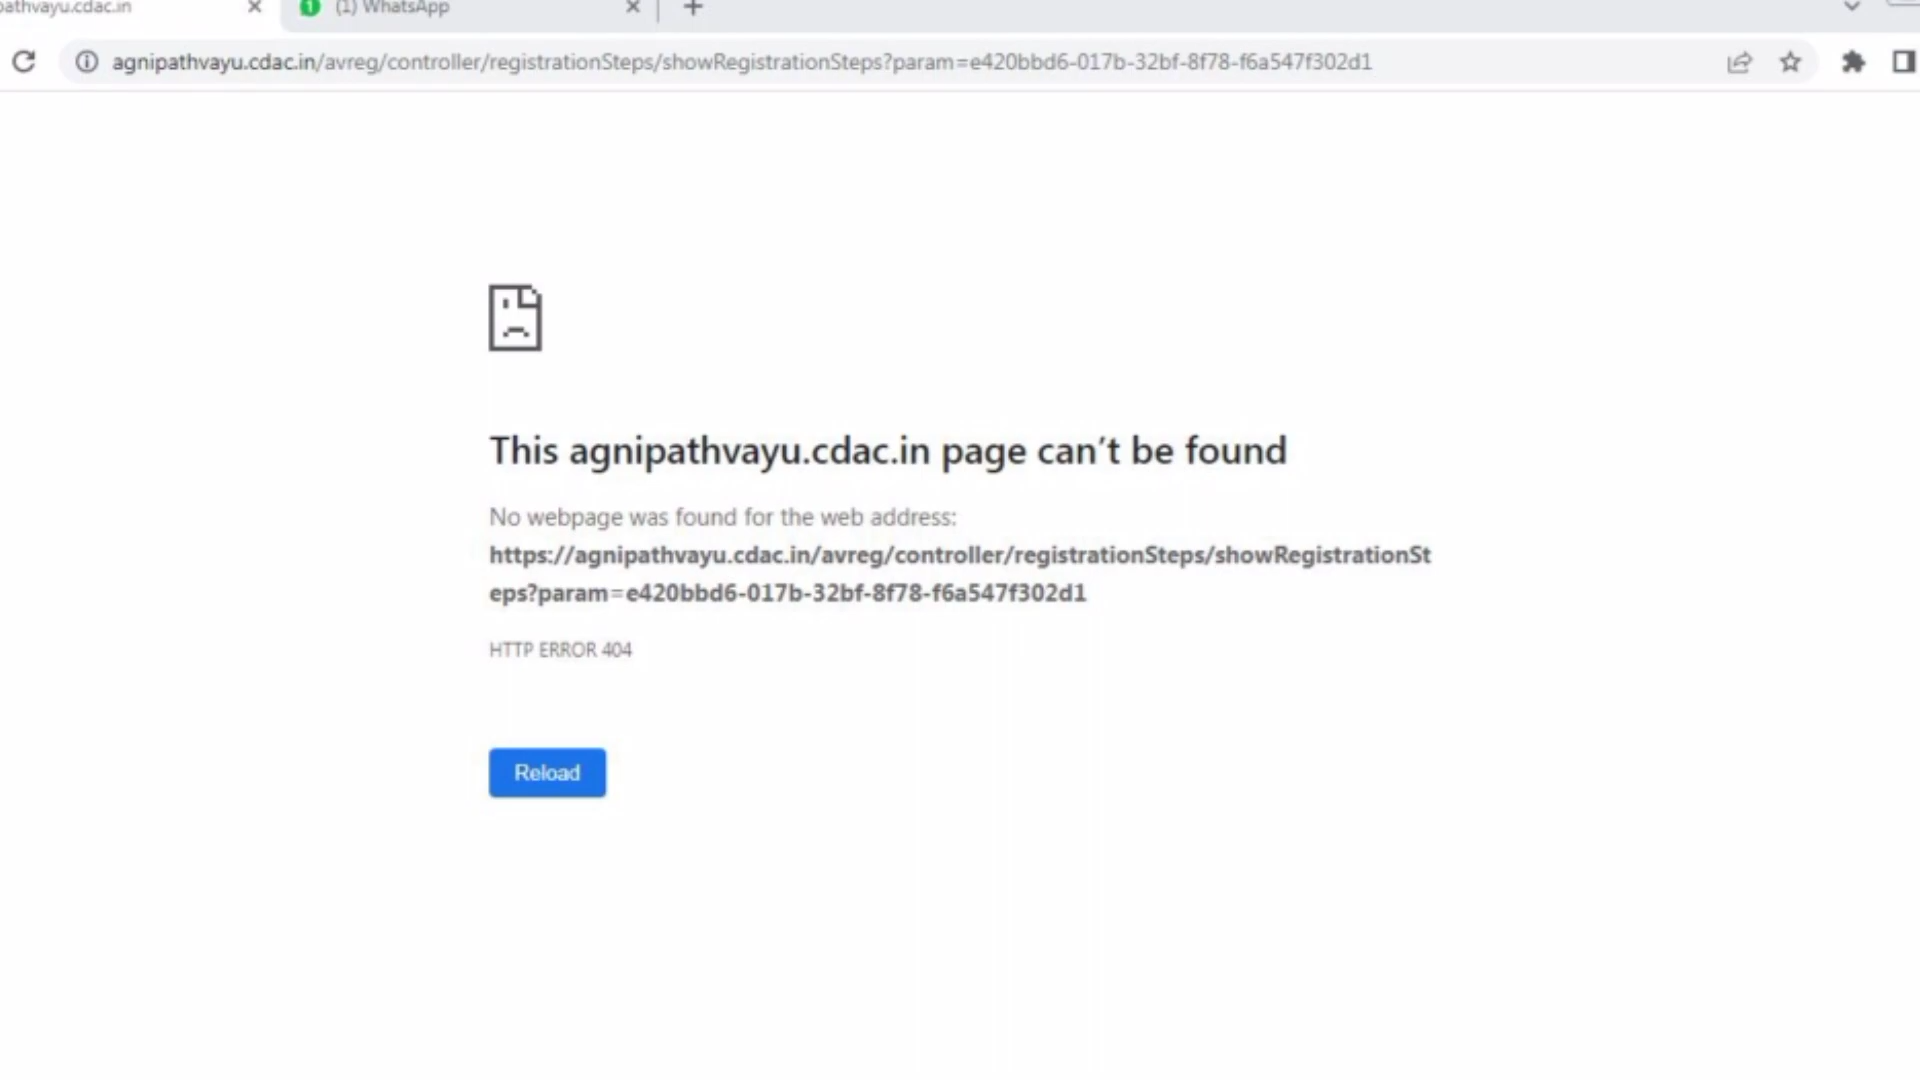 athvayu.cdac.in
1 (1) WhatsApp
agnipathvayu.cdac.in/avreg/controller/registrationSteps/showRegistrationSteps?param=e420bbd6-017b-32bf-8f78-f6a547f302d1
This agnipathvayu.cdac.in page can’t be found
No webpage was found for the web address:
https://agnipathvayu.cdac.in/avreg/controller/registrationSteps/showRegistrationSt
eps?param=e420bbd6-017b-32bf-8f78-f6a547f302d1
HTTP ERROR 404
Reload